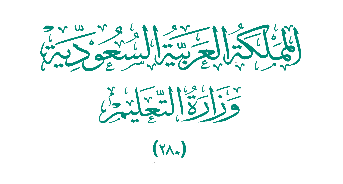 المملكة العربية السعودية
وزارة التعليم
(٢٨٠)